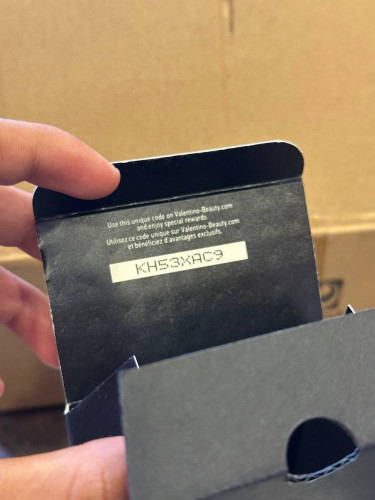 Use this unique code on Valentino-Beauty.com
and enjoy special rewards.
Utilisez ce code unique sur Valentino-Beauty.com
et bénéficiez d'avantages exclusifs.
KH53XAC9